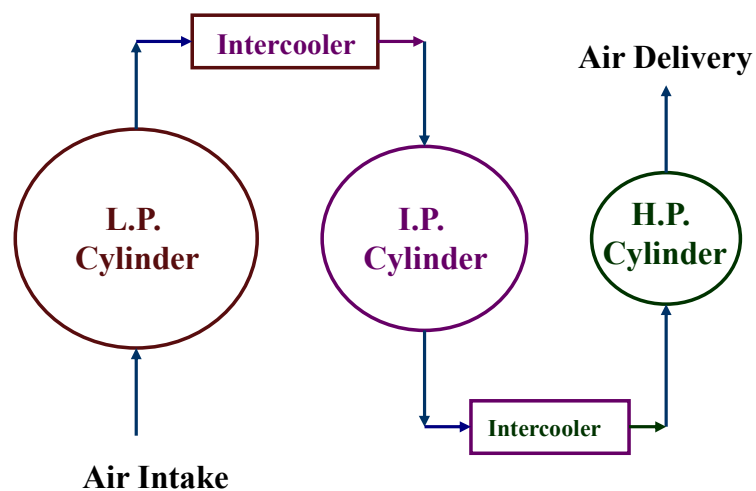 Intercooler
Air Delivery
L.P.
Cylinder
I.P.
Cylinder
H.P.
Cylinder
Intercooler
Air Intake